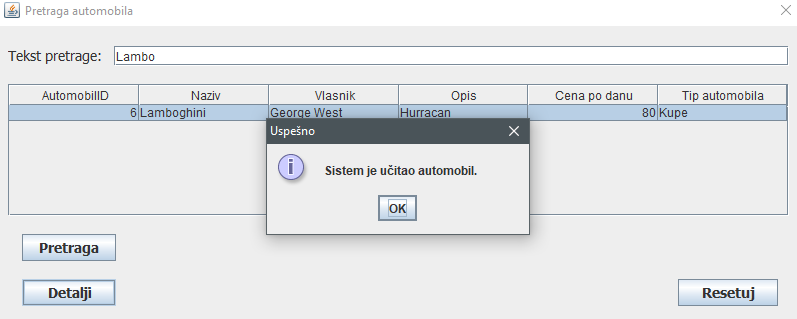 Pretraga automobila
Tekst pretrage: Lambo
AutomobilID Naziv Vlasnik Opis Cena po danu Tip automobila
6 Lamboghini George West Hurracan 80 Kupe
Uspešno
Sistem je učitao automobil.
OK
Pretraga
Detalji Resetuj